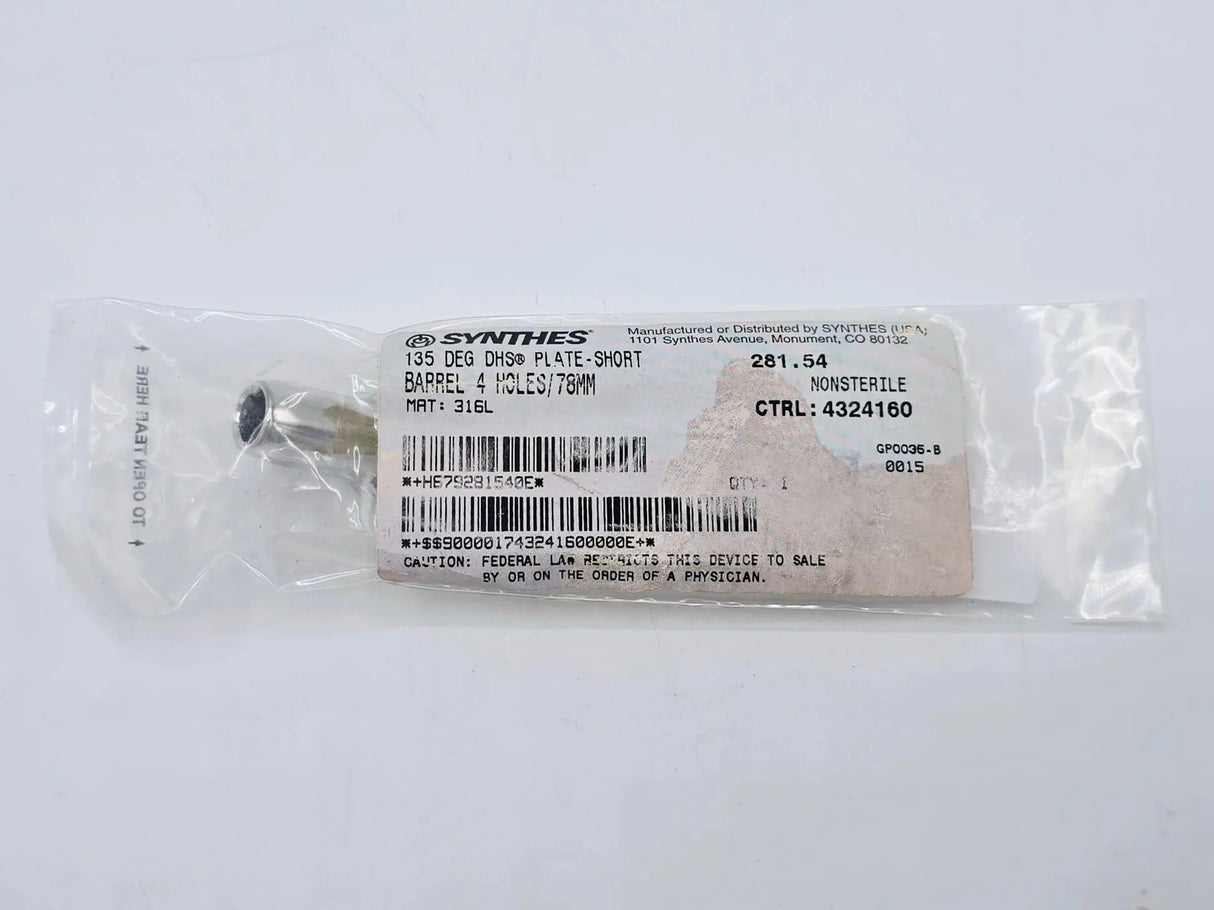 SYNTHES®
Manufactured or Distributed by SYNTHES (USA)
1101 Synthes Avenue, Monument, CO 80132
135 DEG DHS® PLATE-SHORT
BARREL 4 HOLES/78MM
MAT: 316L
281.54
NONSTERILE
CTRL: 4324160
GP0035-B
0015
*+H679281540E*
QTY: 1
*+$$90000174324160000E+*
CAUTION: FEDERAL LAW RESTRICTS THIS DEVICE TO SALE
BY OR ON THE ORDER OF A PHYSICIAN.
TO OPEN TEAR HERE